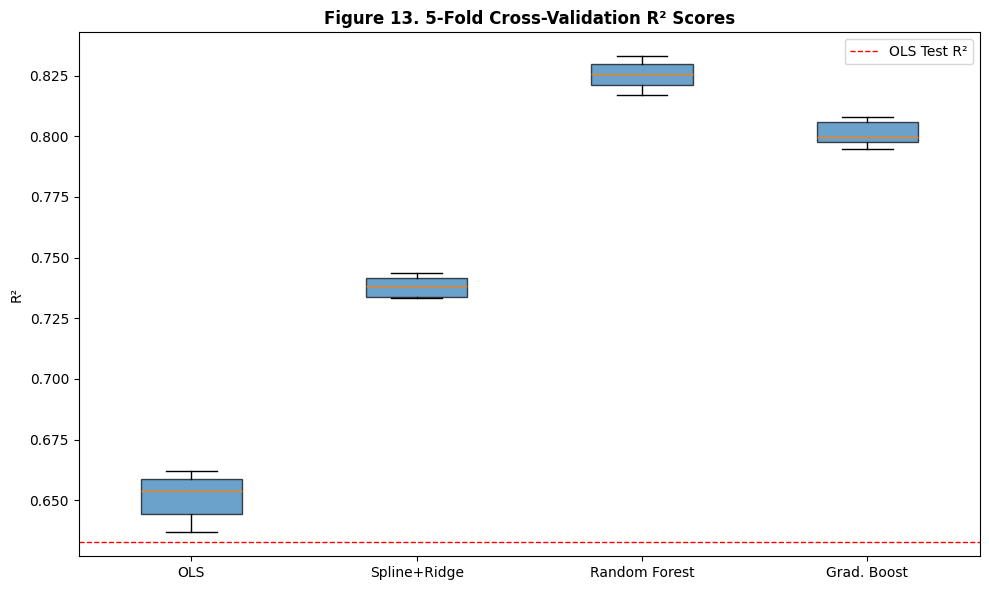 Figure 13. 5-Fold Cross-Validation R² Scores
OLS Test R²
R²
0.825
0.800
0.775
0.750
0.725
0.700
0.675
0.650
OLS
Spline+Ridge
Random Forest
Grad. Boost